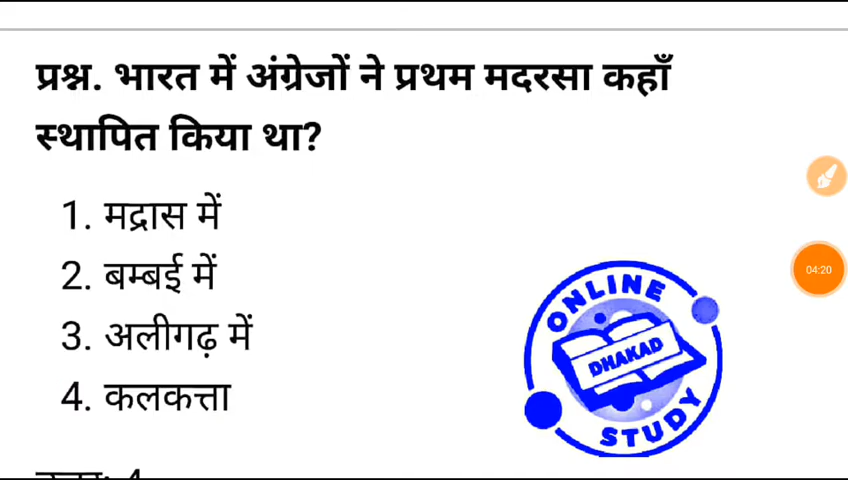 प्रश्न. भारत में अंग्रेजों ने प्रथम मदरसा कहाँ
स्थापित किया था?
1. मद्रास में
2. बम्बई में
3. अलीगढ़ में
4. कलकत्ता
04:20
ONLINE
DHAKAD
STUDY